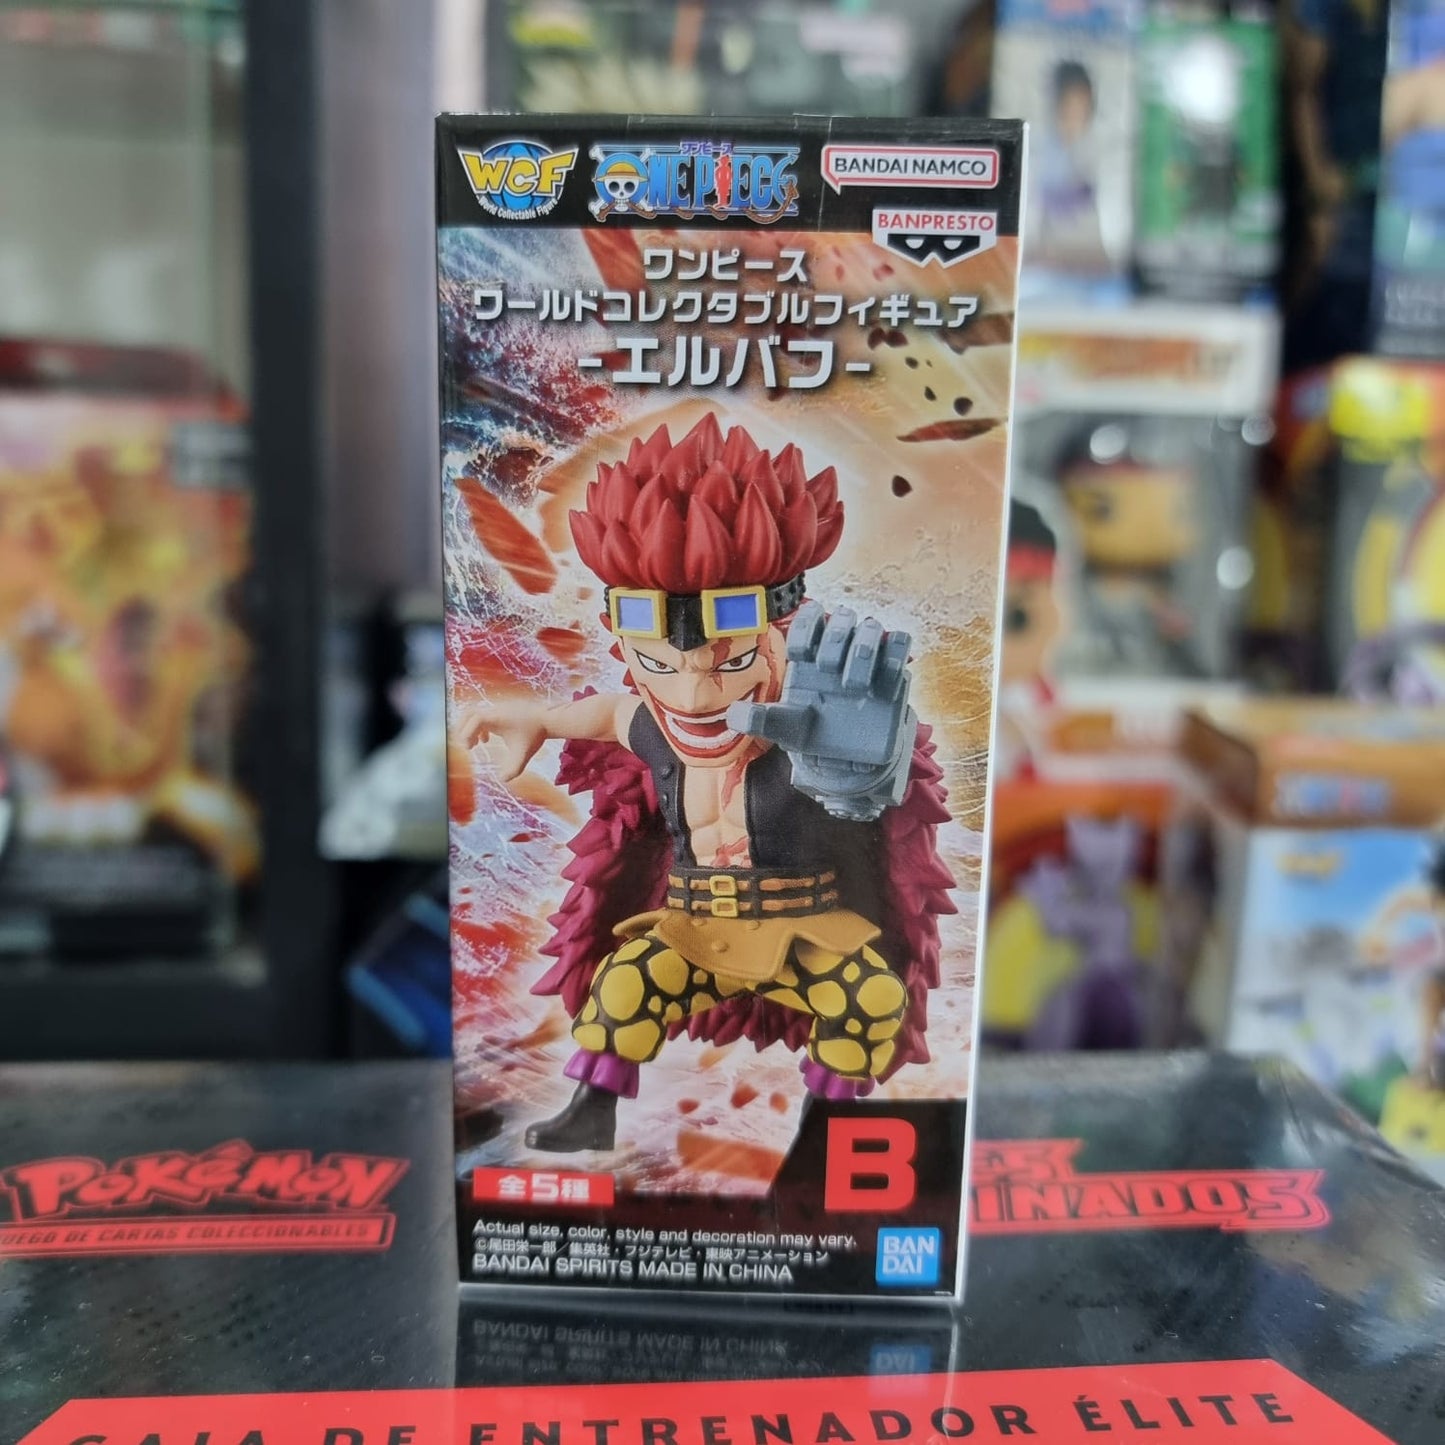 WCF
World Collectable Figure
ワンピース
ONE PIECE
BANDAI NAMCO
BANPRESTO
ワンピース
ワールドコレクタブルフィギュア
-エルバフ-
全5種
B
Actual size, color, style and decoration may vary.
©尾田栄一郎／集英社・フジテレビ・東映アニメーション
BANDAI SPIRITS MADE IN CHINA
BAN
DAI
POKÉMON
JUEGO DE CARTAS COLECCIONABLES
INADOS
CAJA DE ENTRENADOR ÉLITE